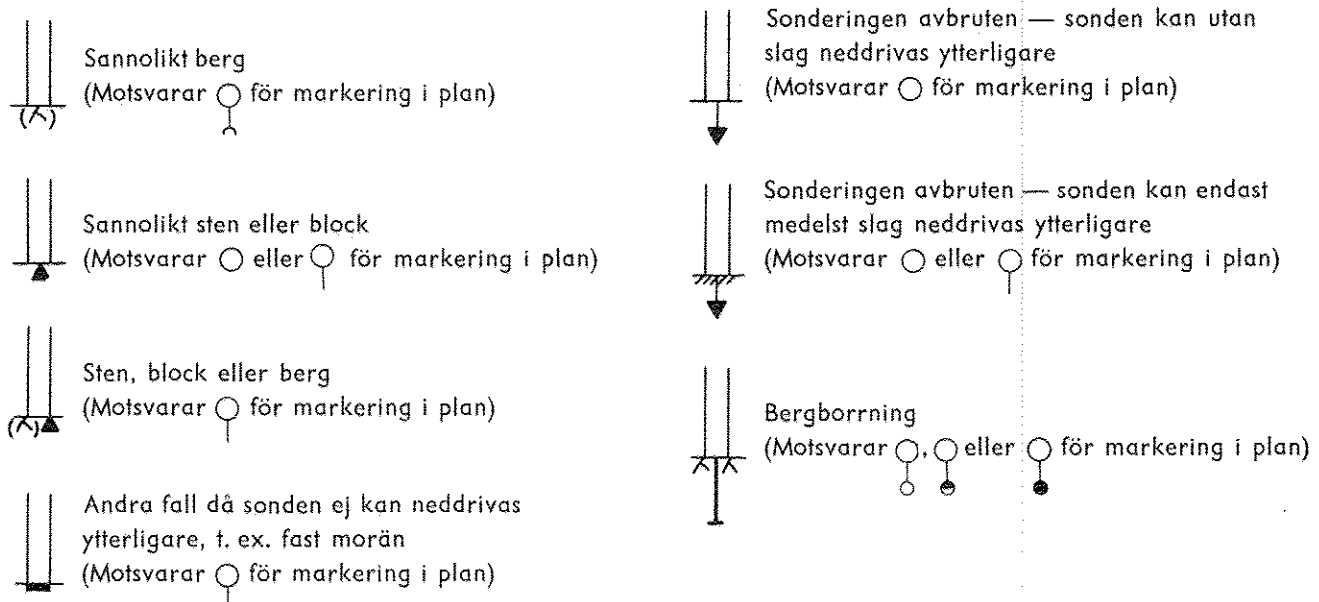 Sannolikt berg
(Motsvarar ○ för markering i plan)
Sannolikt sten eller block
(Motsvarar ○ eller ○ för markering i plan)
Sten, block eller berg
(Motsvarar ○ för markering i plan)
Andra fall då sonden ej kan neddrivas
ytterligare, t. ex. fast morän
(Motsvarar ○ för markering i plan)
Sonderingen avbruten — sonden kan utan
slag neddrivas ytterligare
(Motsvarar ○ för markering i plan)
Sonderingen avbruten — sonden kan endast
medelst slag neddrivas ytterligare
(Motsvarar ○ eller ○ för markering i plan)
Bergborrning
(Motsvarar ○, ○ eller ○ för markering i plan)